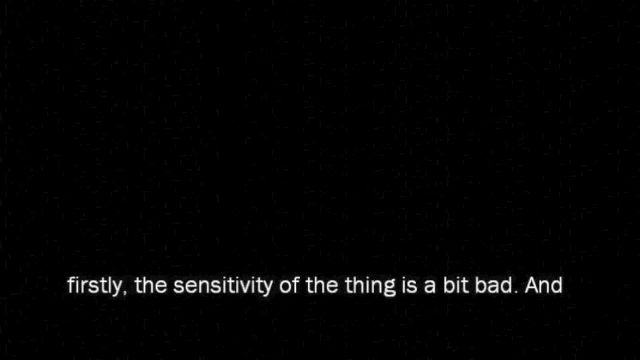 firstly, the sensitivity of the thing is a bit bad. And